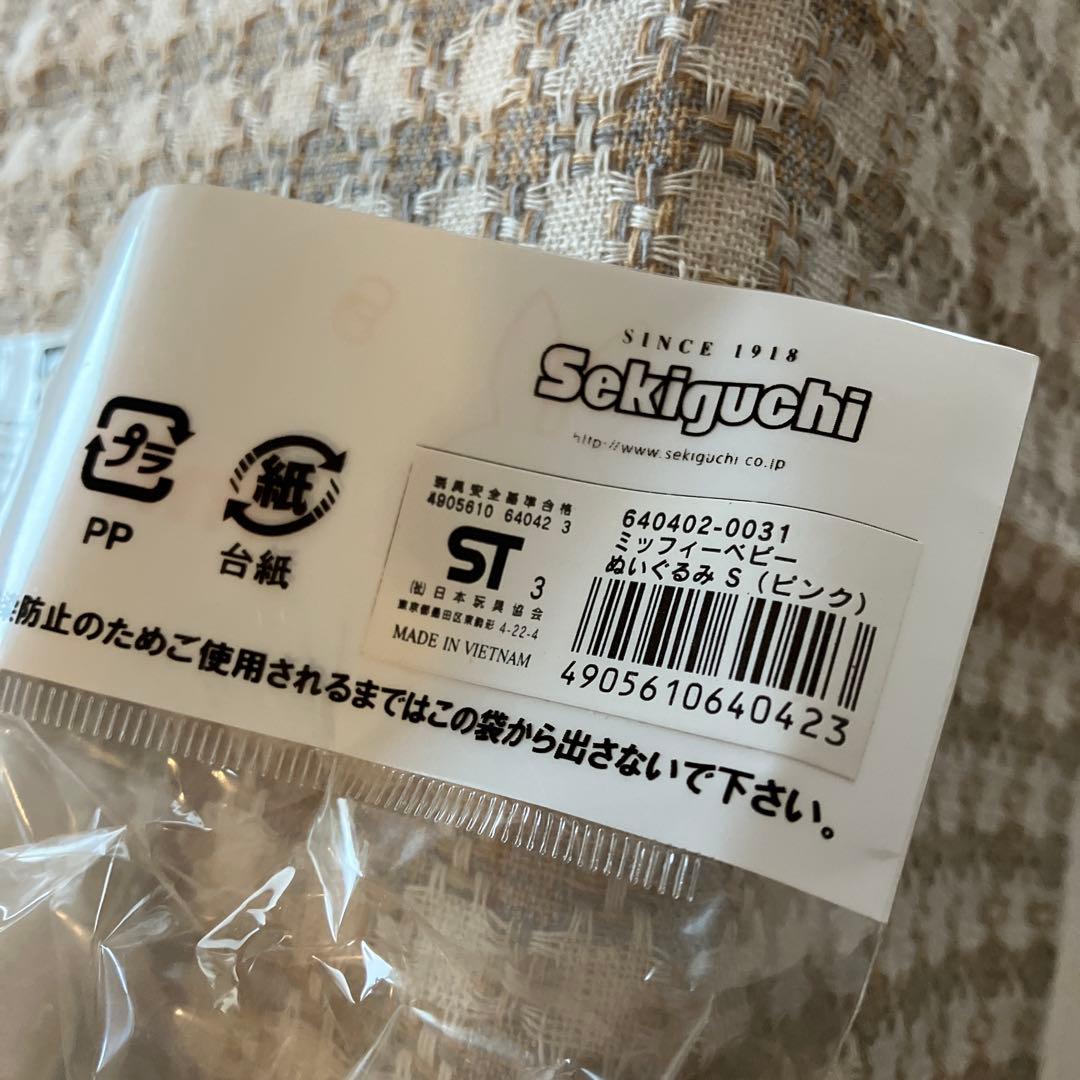 SINCE 1918
Sekiguchi
http://www.sekiguchi.co.jp
プラ
PP
紙
台紙
玩具安全基準合格
4905610 64042 3
ST 3
(社)日本玩具協会
東京都墨田区東駒形 4-22-4
MADE IN VIETNAM
640402-0031
ミッフィーベビー
ぬいぐるみ S (ピンク)
4905610640423
防止のためご使用されるまではこの袋から出さないで下さい。